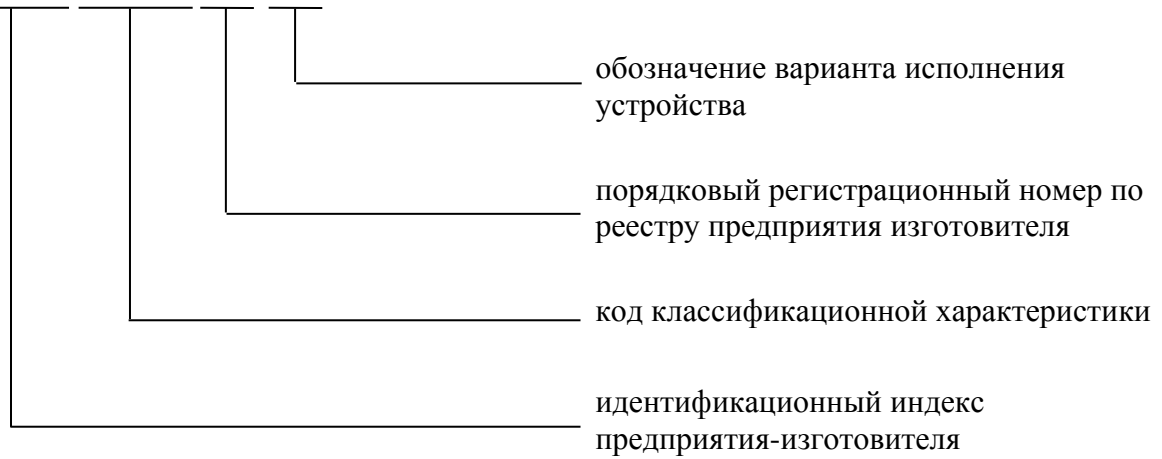 обозначение варианта исполнения
устройства
порядковый регистрационный номер по
реестру предприятия изготовителя
код классификационной характеристики
идентификационный индекс
предприятия-изготовителя